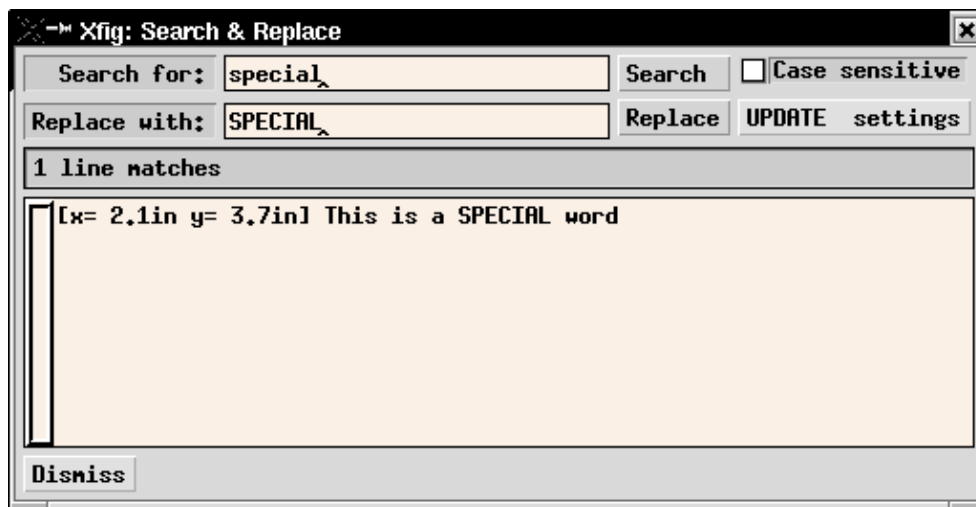 Xfig: Search & Replace
Search for: special Search Case sensitive
Replace with: SPECIAL Replace UPDATE settings
1 line matches
[x= 2.1in y= 3.7in] This is a SPECIAL word
Dismiss